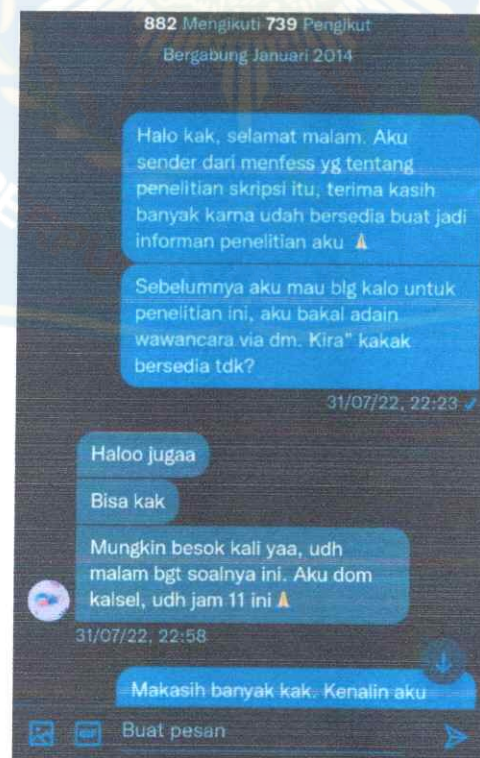 882 Mengikuti 739 Pengikut
Bergabung Januari 2014
Halo kak, selamat malam. Aku
sender dari menfess yg tentang
penelitian skripsi itu, terima kasih
banyak karna udah bersedia buat jadi
informan penelitian aku 🙏
Sebelumnya aku mau blg kalo untuk
penelitian ini, aku bakal adain
wawancara via dm. Kira" kakak
bersedia tdk?
31/07/22, 22:23 ✓
Haloo jugaa
Bisa kak
Mungkin besok kali yaa, udh
malam bgt soalnya ini. Aku dom
kalsel, udh jam 11 ini 🙏
31/07/22, 22:58
Makasih banyak kak. Kenalin aku
GIF Buat pesan